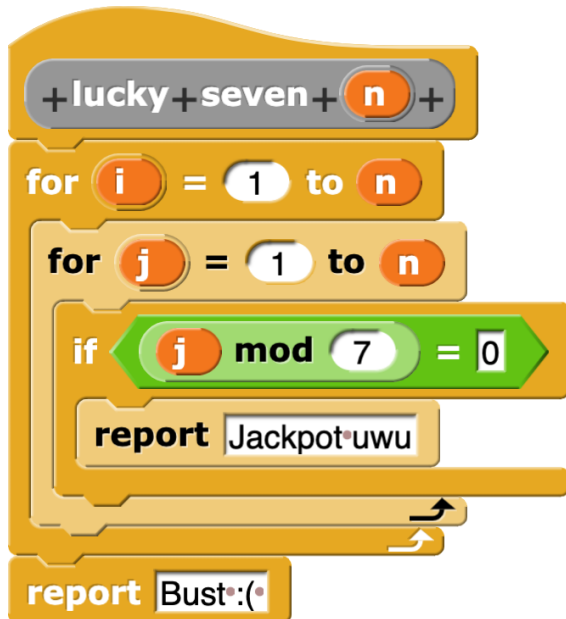 +lucky+seven+ n +
for i = 1 to n
for j = 1 to n
if j mod 7 = 0
report Jackpot•uwu
report Bust•:(•